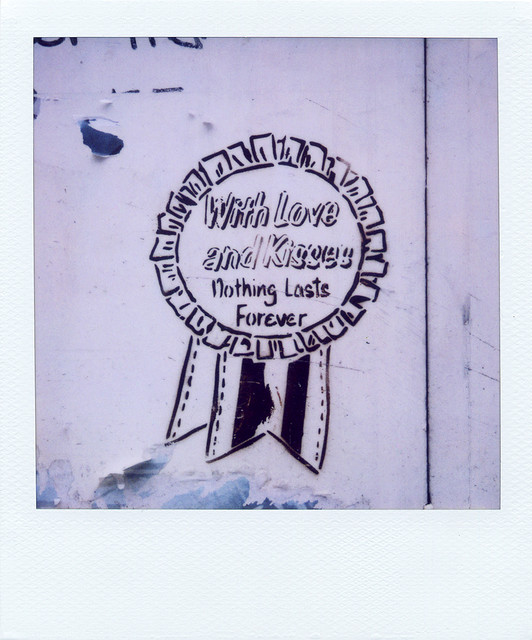 With Love
and Kisses
Nothing Lasts
Forever